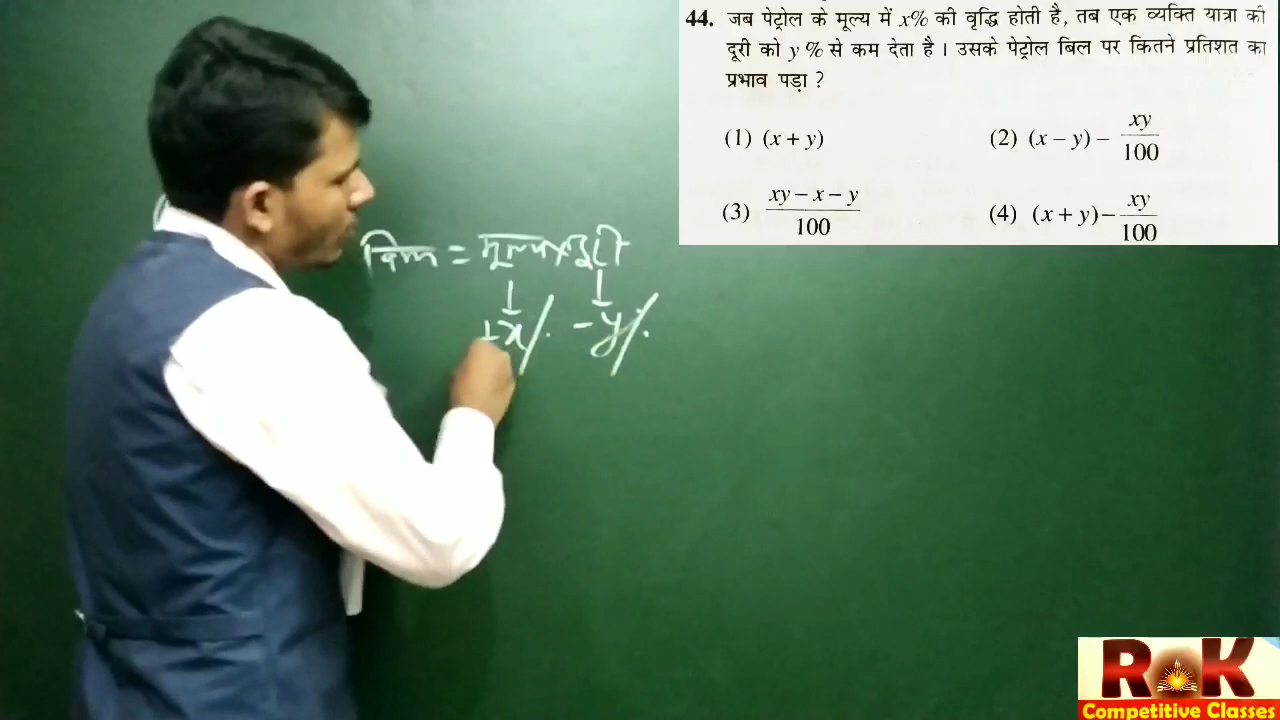 44. जब पेट्रोल के मूल्य में x% की वृद्धि होती है, तब एक व्यक्ति यात्रा की
दूरी को y % से कम देता है। उसके पेट्रोल बिल पर कितने प्रतिशत का
प्रभाव पड़ा ?
(1) (x + y)
(2) (x – y) – xy/100
(3) xy – x – y/100
(4) (x + y) – xy/100
बिल = मूल्य × दूरी
+x% -y%
ROK
Competitive Classes